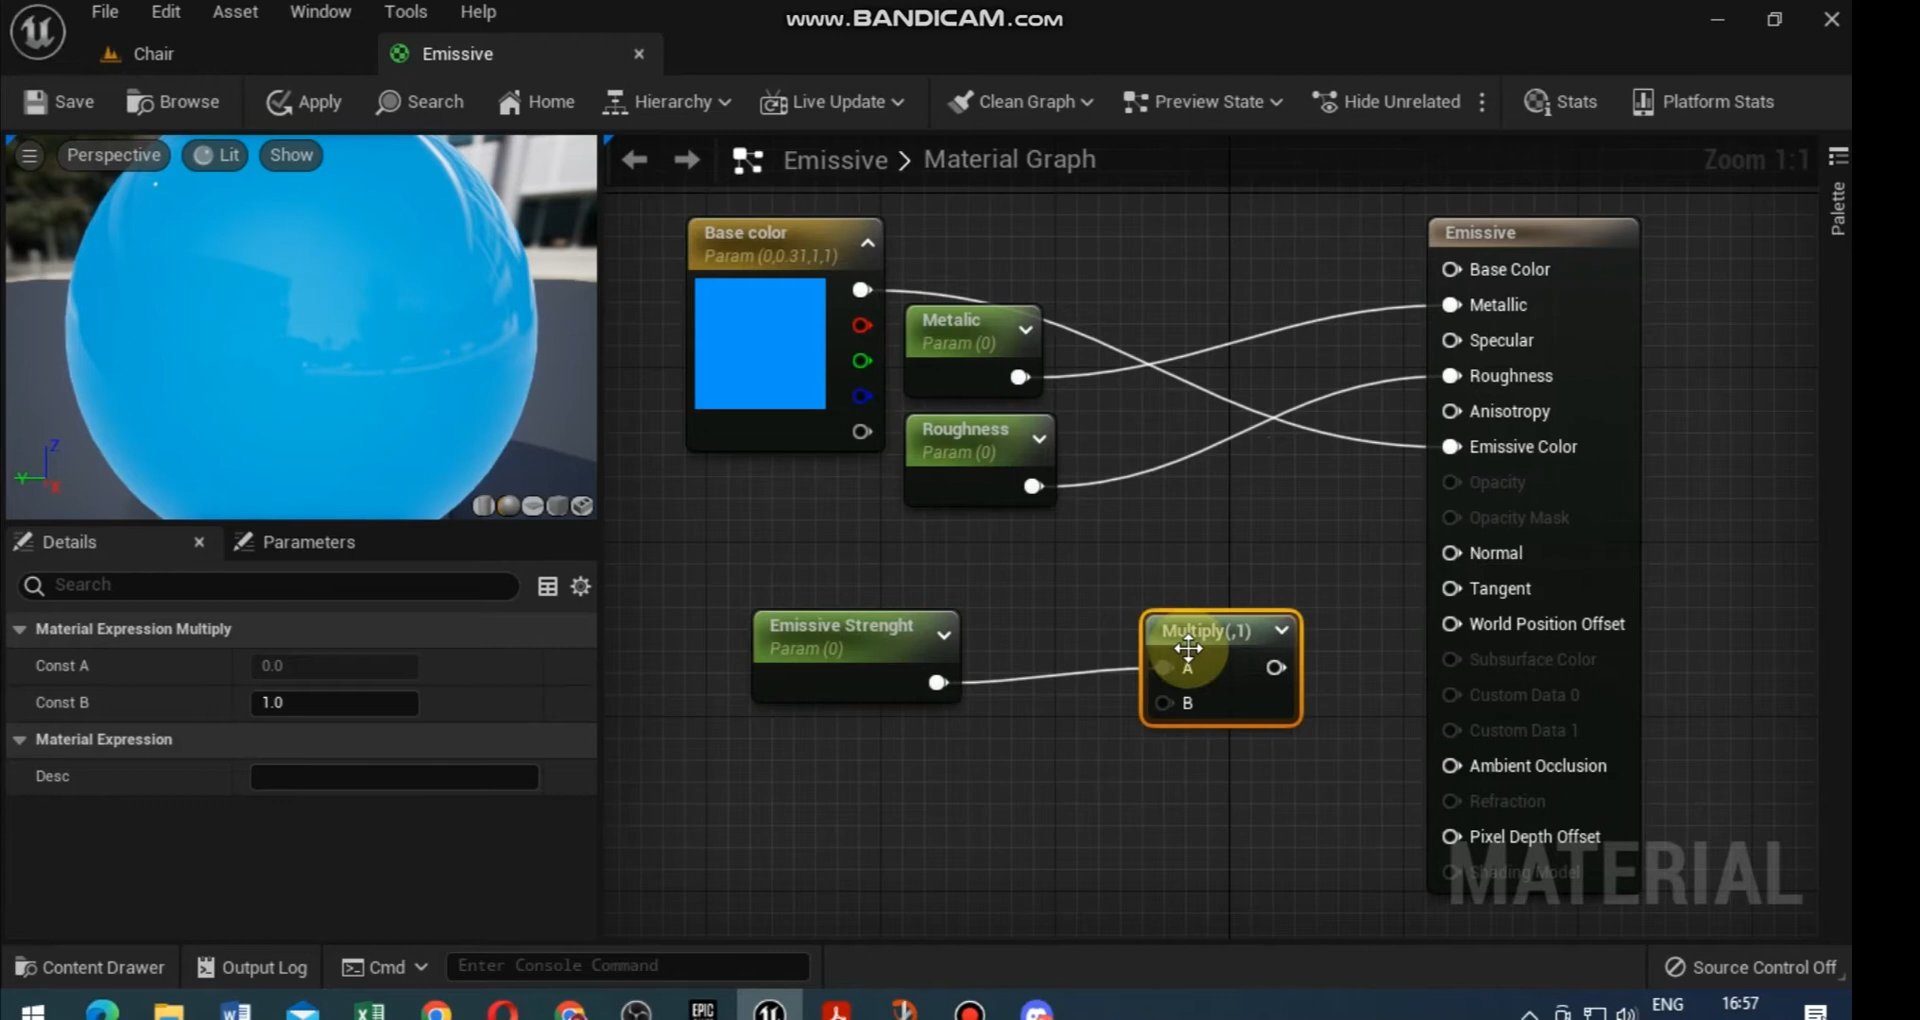 File Edit Asset Window Tools Help
www.BANDICAM.com
Chair
Emissive
Save Browse Apply Search Home Hierarchy Live Update Clean Graph Preview State Hide Unrelated Stats Platform Stats
Perspective Lit Show
Emissive > Material Graph
Zoom 1:1
Palette
Base color
Param (0,0.31,1,1)
Metalic
Param (0)
Roughness
Param (0)
Emissive Strenght
Param (0)
Multiply(,1)
A
B
Emissive
Base Color
Metallic
Specular
Roughness
Anisotropy
Emissive Color
Opacity
Opacity Mask
Normal
Tangent
World Position Offset
Subsurface Color
Custom Data 0
Custom Data 1
Ambient Occlusion
Refraction
Pixel Depth Offset
Shading Model
MATERIAL
Z
Y
X
Details Parameters
Search
Material Expression Multiply
Const A 0.0
Const B 1.0
Material Expression
Desc
Content Drawer Output Log Cmd Enter Console Command Source Control Off
EPIC
ENG 16:57